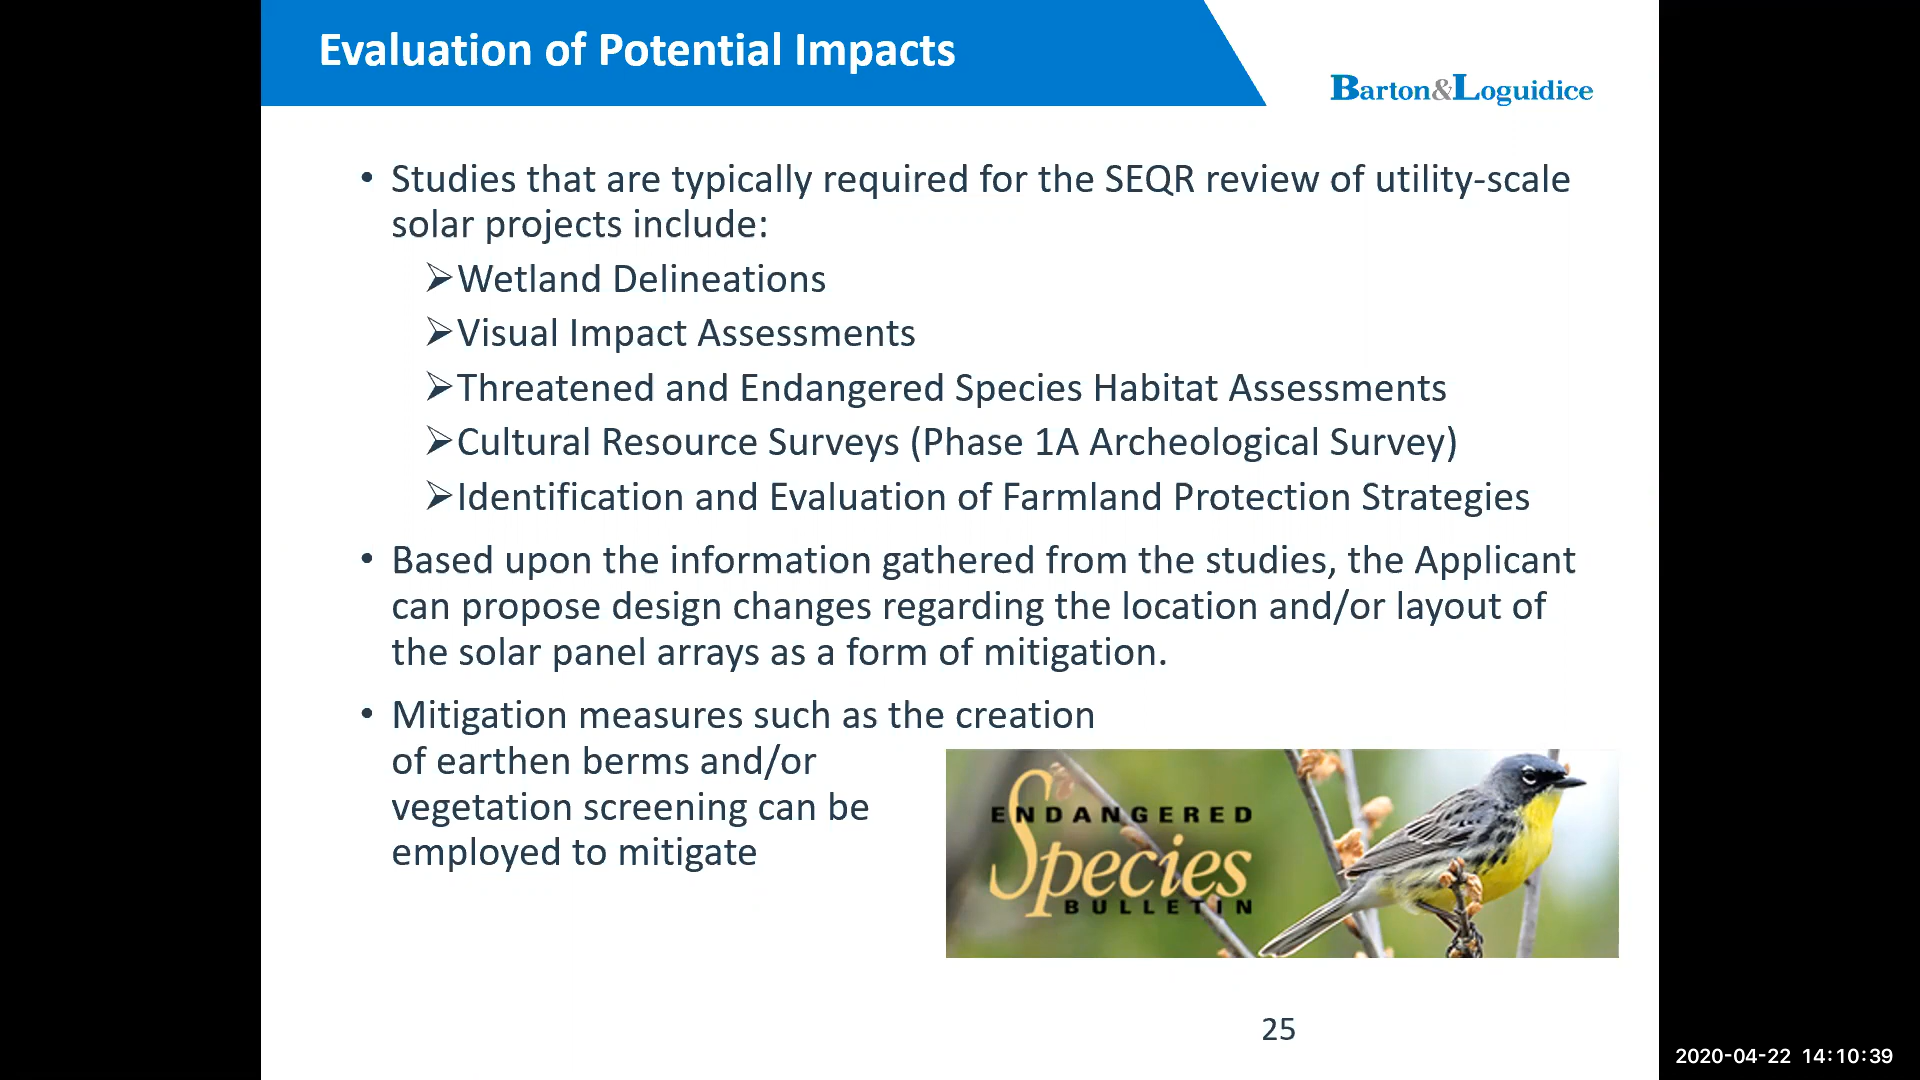 Evaluation of Potential Impacts
Barton&Loguidice
• Studies that are typically required for the SEQR review of utility-scale
solar projects include:
➢Wetland Delineations
➢Visual Impact Assessments
➢Threatened and Endangered Species Habitat Assessments
➢Cultural Resource Surveys (Phase 1A Archeological Survey)
➢Identification and Evaluation of Farmland Protection Strategies
• Based upon the information gathered from the studies, the Applicant
can propose design changes regarding the location and/or layout of
the solar panel arrays as a form of mitigation.
• Mitigation measures such as the creation
of earthen berms and/or
vegetation screening can be
employed to mitigate
ENDANGERED
Species
BULLETIN
25
2020-04-22 14:10:39